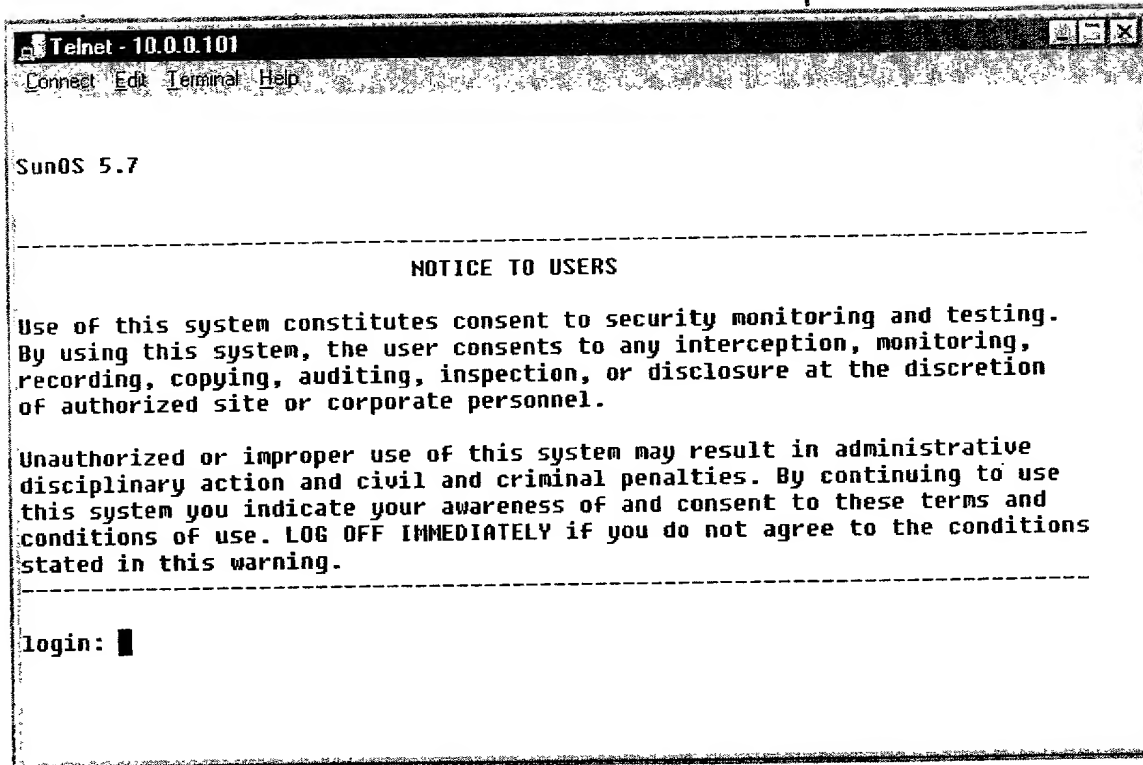 Telnet - 10.0.0.101
Connect Edit Terminal Help
SunOS 5.7
NOTICE TO USERS
Use of this system constitutes consent to security monitoring and testing.
By using this system, the user consents to any interception, monitoring,
recording, copying, auditing, inspection, or disclosure at the discretion
of authorized site or corporate personnel.
Unauthorized or improper use of this system may result in administrative
disciplinary action and civil and criminal penalties. By continuing to use
this system you indicate your awareness of and consent to these terms and
conditions of use. LOG OFF IMMEDIATELY if you do not agree to the conditions
stated in this warning.
login: